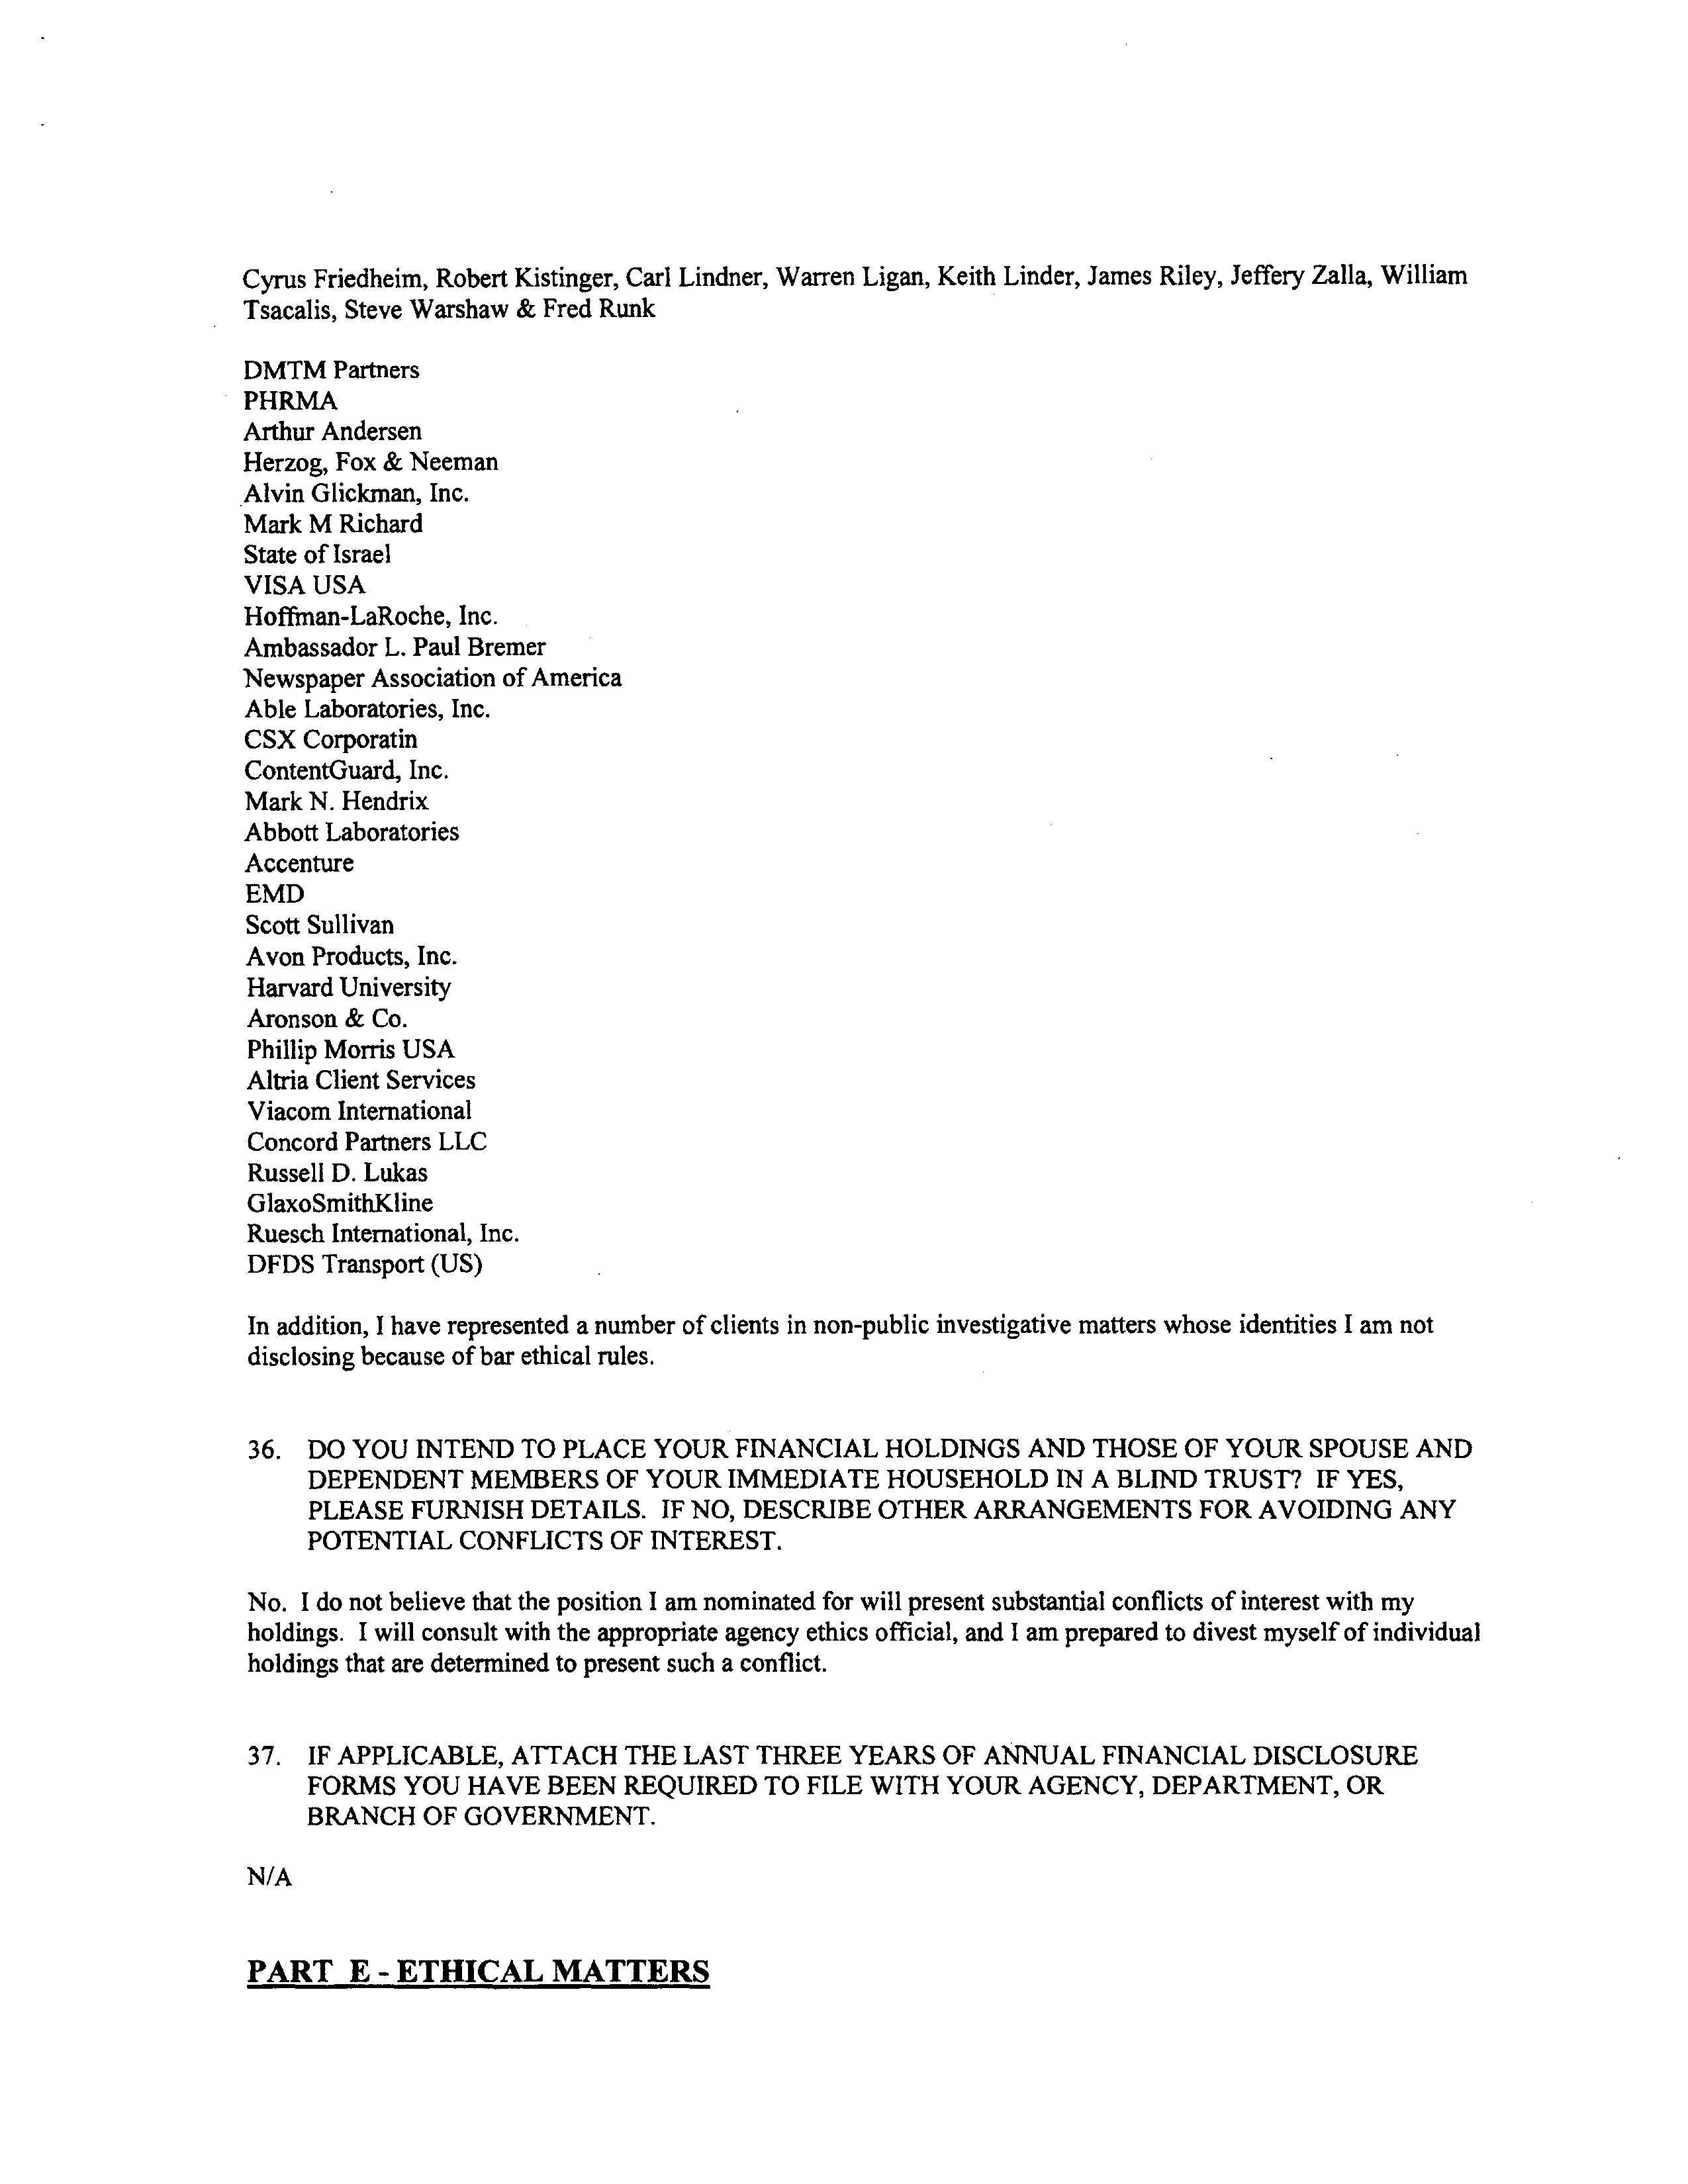 Cyrus Friedheim, Robert Kistinger, Carl Lindner, Warren Ligan, Keith Linder, James Riley, Jeffery Zalla, William
Tsacalis, Steve Warshaw & Fred Runk
DMTM Partners
PHRMA
Arthur Andersen
Herzog, Fox & Neeman
Alvin Glickman, Inc.
Mark M Richard
State of Israel
VISA USA
Hoffman-LaRoche, Inc.
Ambassador L. Paul Bremer
Newspaper Association of America
Able Laboratories, Inc.
CSX Corporatin
ContentGuard, Inc.
Mark N. Hendrix
Abbott Laboratories
Accenture
EMD
Scott Sullivan
Avon Products, Inc.
Harvard University
Aronson & Co.
Phillip Morris USA
Altria Client Services
Viacom International
Concord Partners LLC
Russell D. Lukas
GlaxoSmithKline
Ruesch International, Inc.
DFDS Transport (US)
In addition, I have represented a number of clients in non-public investigative matters whose identities I am not
disclosing because of bar ethical rules.
36. DO YOU INTEND TO PLACE YOUR FINANCIAL HOLDINGS AND THOSE OF YOUR SPOUSE AND
DEPENDENT MEMBERS OF YOUR IMMEDIATE HOUSEHOLD IN A BLIND TRUST? IF YES,
PLEASE FURNISH DETAILS. IF NO, DESCRIBE OTHER ARRANGEMENTS FOR AVOIDING ANY
POTENTIAL CONFLICTS OF INTEREST.
No. I do not believe that the position I am nominated for will present substantial conflicts of interest with my
holdings. I will consult with the appropriate agency ethics official, and I am prepared to divest myself of individual
holdings that are determined to present such a conflict.
37. IF APPLICABLE, ATTACH THE LAST THREE YEARS OF ANNUAL FINANCIAL DISCLOSURE
FORMS YOU HAVE BEEN REQUIRED TO FILE WITH YOUR AGENCY, DEPARTMENT, OR
BRANCH OF GOVERNMENT.
N/A
PART E - ETHICAL MATTERS